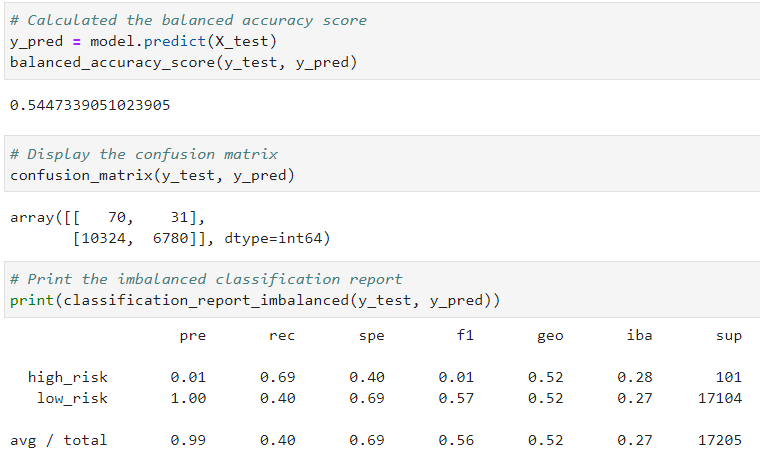 # Calculated the balanced accuracy score
y_pred = model.predict(X_test)
balanced_accuracy_score(y_test, y_pred)
0.5447339051023905
# Display the confusion matrix
confusion_matrix(y_test, y_pred)
array([[   70,    31],
       [10324,  6780]], dtype=int64)
# Print the imbalanced classification report
print(classification_report_imbalanced(y_test, y_pred))
                   pre       rec       spe        f1       geo       iba       sup
  high_risk       0.01      0.69      0.40      0.01      0.52      0.28       101
   low_risk       1.00      0.40      0.69      0.57      0.52      0.27     17104
avg / total       0.99      0.40      0.69      0.56      0.52      0.27     17205